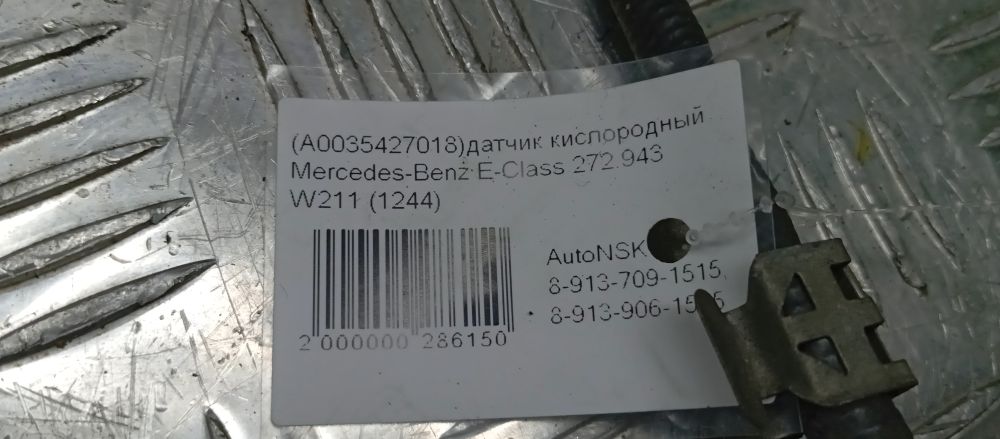 (A0035427018)датчик кислородный
Mercedes-Benz E-Class 272.943
W211 (1244)
AutoNSK
8-913-709-1515,
2 000000 286150